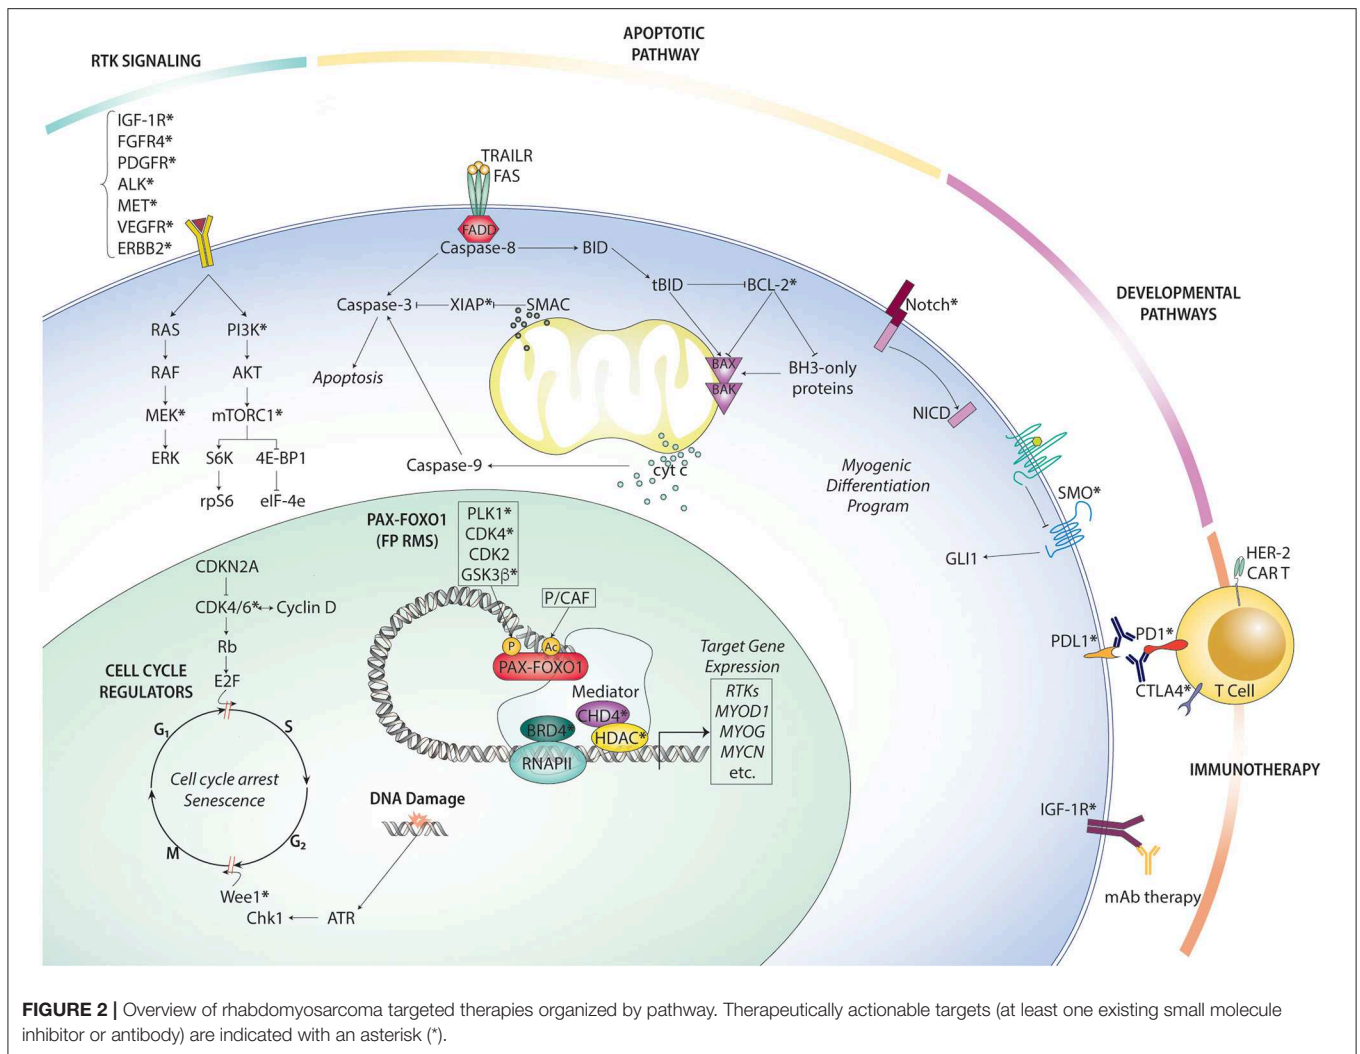 APOPTOTIC
PATHWAY
RTK SIGNALING
IGF-1R*
FGFR4*
PDGFR*
ALK*
MET*
VEGFR*
ERBB2*
TRAILR
FAS
FADD
Caspase-8
BID
tBID
BCL-2*
Caspase-3
XIAP*
SMAC
Apoptosis
BAX
BAK
BH3-only
proteins
Caspase-9
cyt c
RAS
RAF
MEK*
ERK
PI3K*
AKT
mTORC1*
S6K
4E-BP1
rpS6
eIF-4e
DEVELOPMENTAL
PATHWAYS
Notch*
NICD
Myogenic
Differentiation
Program
SMO*
GLI1
PAX-FOXO1
(FP RMS)
PLK1*
CDK4*
CDK2
GSK3β*
P/CAF
P
Ac
PAX-FOXO1
Mediator
CHD4*
BRD4*
HDAC*
RNAPII
Target Gene
Expression
RTKs
MYOD1
MYOG
MYCN
etc.
CDKN2A
CDK4/6*
Cyclin D
Rb
E2F
CELL CYCLE
REGULATORS
G1
S
Cell cycle arrest
Senescence
M
G2
Wee1*
Chk1
ATR
DNA Damage
HER-2
CAR T
PDL1*
PD1*
CTLA4*
T Cell
IMMUNOTHERAPY
IGF-1R*
mAb therapy
FIGURE 2 | Overview of rhabdomyosarcoma targeted therapies organized by pathway. Therapeutically actionable targets (at least one existing small molecule
inhibitor or antibody) are indicated with an asterisk (*).